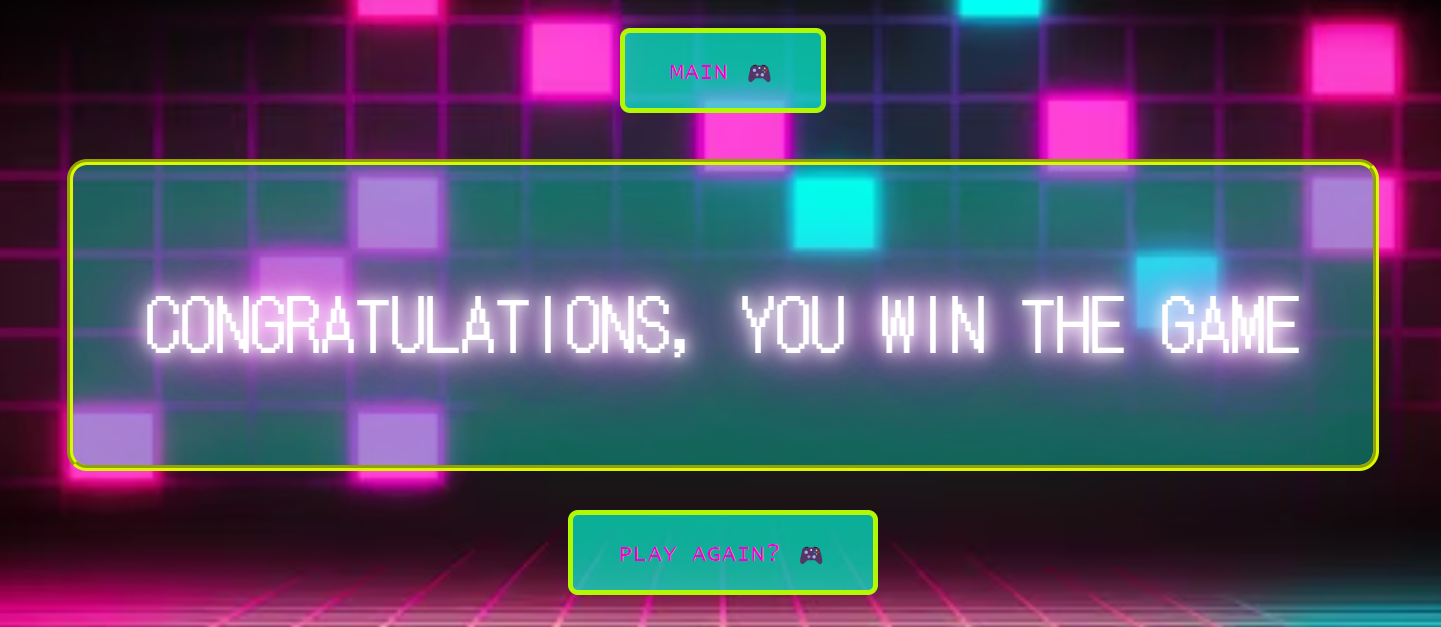 MAIN 🎮
CONGRATULATIONS, YOU WIN THE GAME
PLAY AGAIN? 🎮